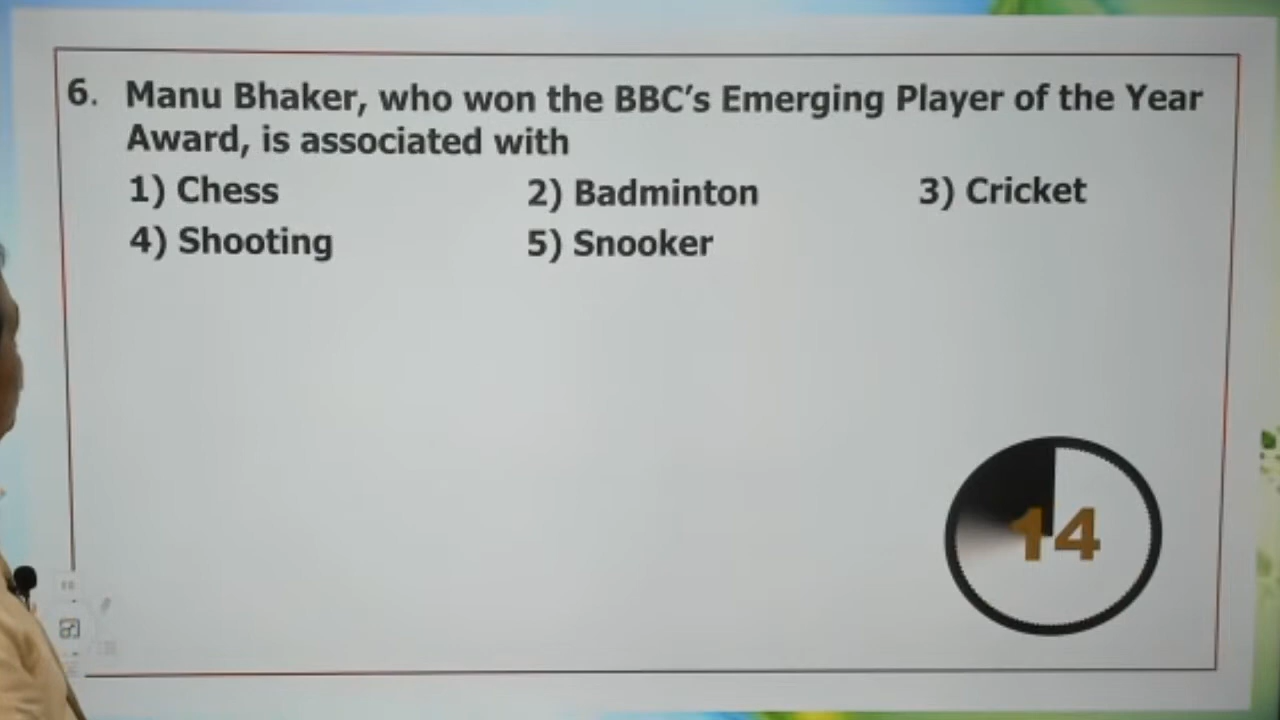 6. Manu Bhaker, who won the BBC's Emerging Player of the Year
Award, is associated with
1) Chess 2) Badminton 3) Cricket
4) Shooting 5) Snooker
14